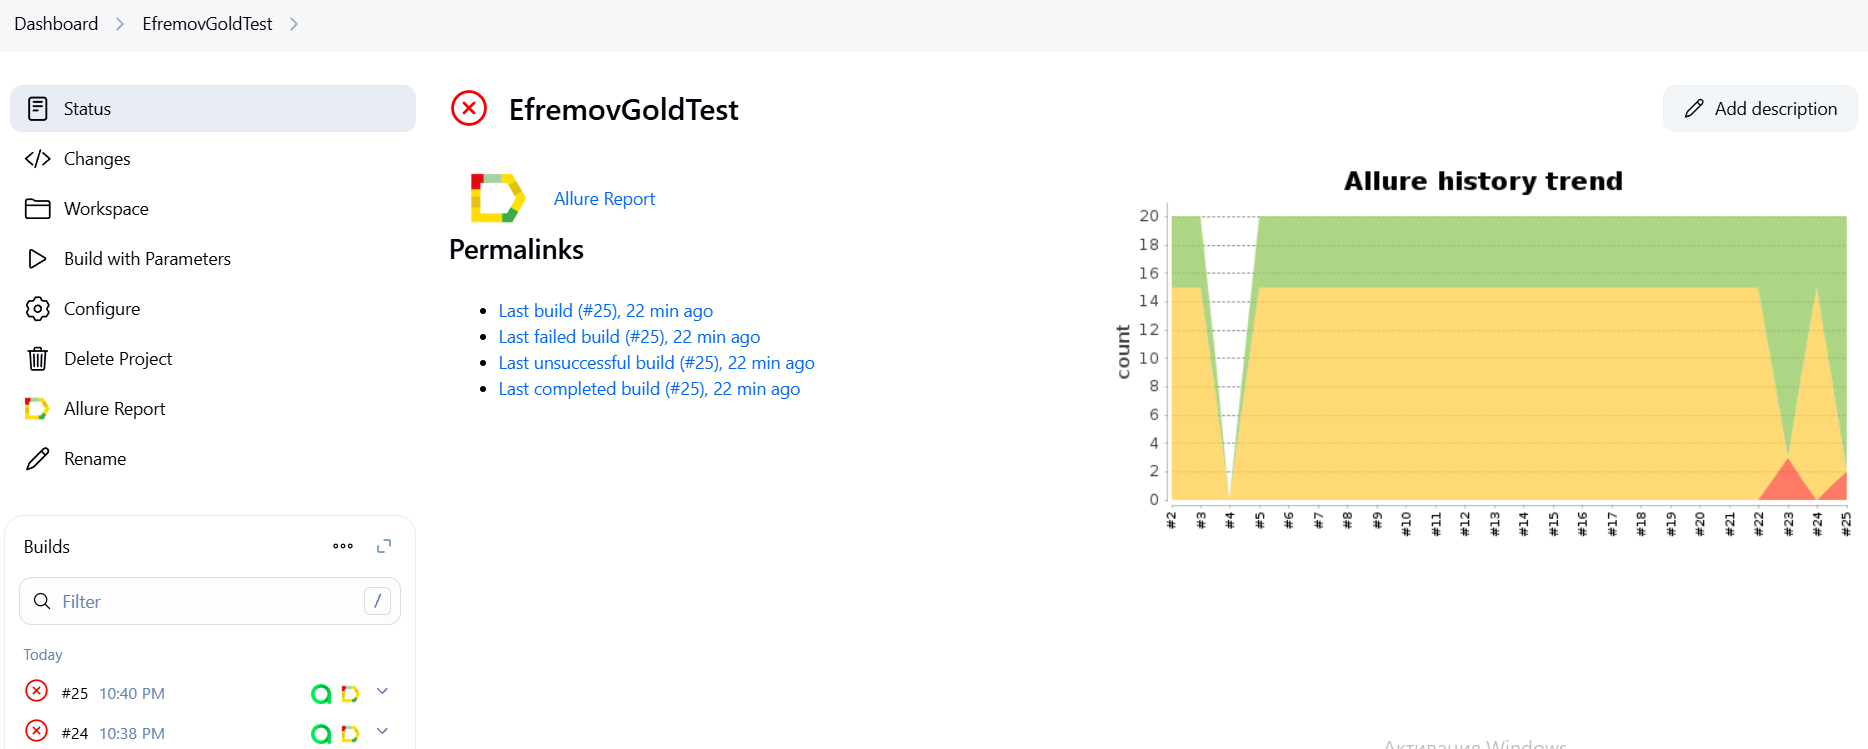 Dashboard
EfremovGoldTest
Status
Changes
Workspace
Build with Parameters
Configure
Delete Project
Allure Report
Rename
Builds
Filter
/
Today
#25 10:40 PM
#24 10:38 PM
EfremovGoldTest
Add description
Allure Report
Permalinks
Last build (#25), 22 min ago
Last failed build (#25), 22 min ago
Last unsuccessful build (#25), 22 min ago
Last completed build (#25), 22 min ago
Allure history trend
count
20
18
16
14
12
10
8
6
4
2
0
#2
#3
#4
#5
#6
#7
#8
#9
#10
#11
#12
#13
#14
#15
#16
#17
#18
#19
#20
#21
#22
#23
#24
#25
Активация Windows